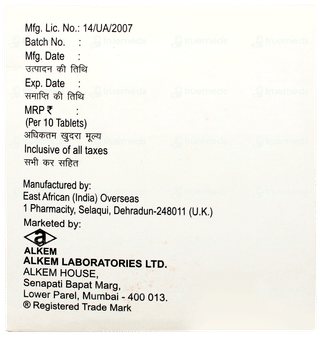 Mfg. Lic. No.: 14/UA/2007
Batch No. :
Mfg. Date :
उत्पादन की तिथि
Exp. Date :
समाप्ति की तिथि
MRP ₹ :
(Per 10 Tablets)
अधिकतम खुदरा मूल्य
Inclusive of all taxes
सभी कर सहित
Manufactured by:
East African (India) Overseas
1 Pharmacity, Selaqui, Dehradun-248011 (U.K.)
Marketed by:
a
ALKEM
ALKEM LABORATORIES LTD.
ALKEM HOUSE,
Senapati Bapat Marg,
Lower Parel, Mumbai - 400 013.
® Registered Trade Mark